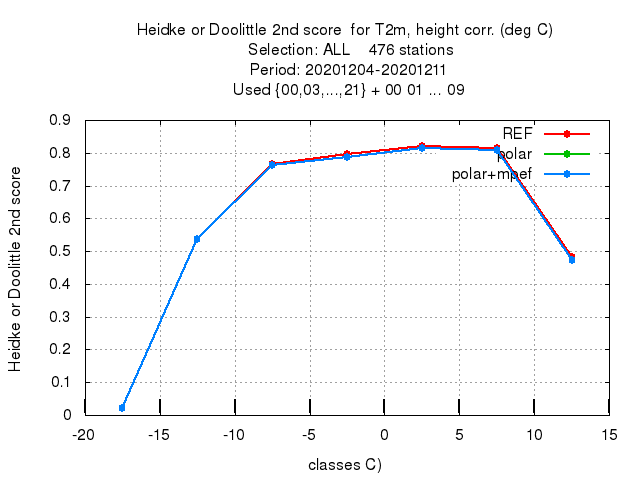 Heidke or Doolittle 2nd score  for T2m, height corr. (deg C)
Selection: ALL    476 stations
Period: 20201204-20201211
Used {00,03,...,21} + 00 01 ... 09
Heidke or Doolittle 2nd score
0.9
0.8
0.7
0.6
0.5
0.4
0.3
0.2
0.1
0
REF
polar
polar+mpef
-20 -15 -10 -5 0 5 10 15
classes C)